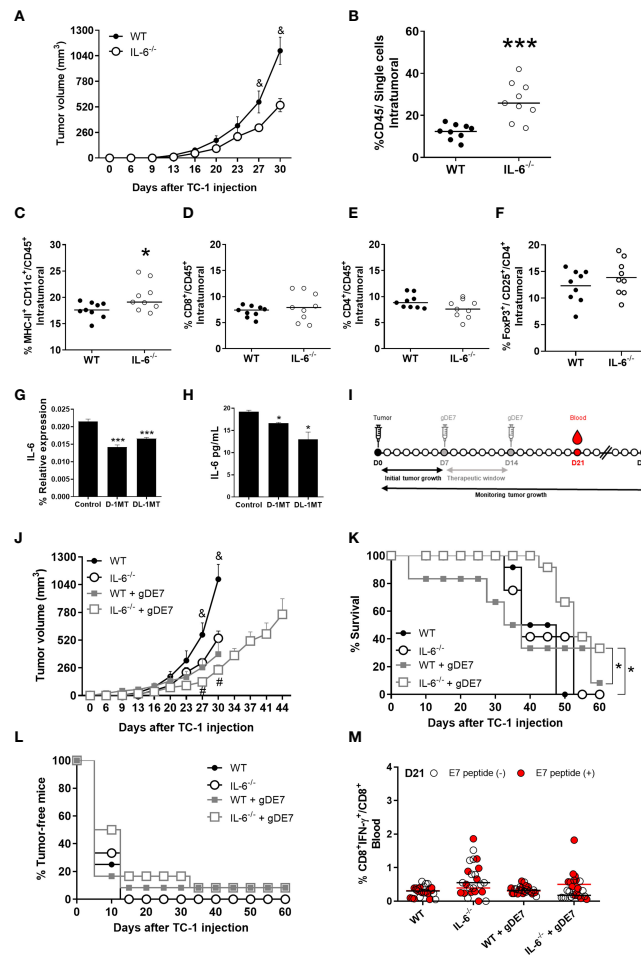 A
1300
1040
780
520
260
0
Tumor volume (mm³)
WT
IL-6⁻/⁻
&
&
0 6 9 13 16 20 23 27 30
Days after TC-1 injection
B
60
40
20
0
%CD45/ Single cells
Intratumoral
***
WT IL-6⁻/⁻
C
30
25
20
15
10
% MHC-II⁺ CD11c⁺/CD45⁺
Intratumoral
*
WT IL-6⁻/⁻
D
20
15
10
5
0
% CD8⁺/CD45⁺
Intratumoral
WT IL-6⁻/⁻
E
20
15
10
5
0
% CD4⁺/CD45⁺
Intratumoral
WT IL-6⁻/⁻
F
20
15
10
5
0
% FoxP3⁺/ CD25⁺/CD4⁺
Intratumoral
WT IL-6⁻/⁻
G
0.025
0.020
0.015
0.010
0.005
0.000
IL-6
% Relative expression
*** ***
Control D-1MT DL-1MT
H
20
15
10
5
0
IL-6 pg/mL
* *
Control D-1MT DL-1MT
I
Tumor gDE7 gDE7 Blood
D0 D7 D14 D21 D
Initial tumor growth Therapeutic window
Monitoring tumor growth
J
1300
1040
780
520
260
0
Tumor volume (mm³)
WT
IL-6⁻/⁻
WT + gDE7
IL-6⁻/⁻ + gDE7
&
&
#
#
0 6 9 13 16 20 23 27 30 34 37 41 44
Days after TC-1 injection
K
100
80
60
40
20
0
% Survival
WT
IL-6⁻/⁻
WT + gDE7
IL-6⁻/⁻ + gDE7
* *
0 10 20 30 40 50 60
Days after TC-1 injection
L
100
80
60
40
20
0
% Tumor-free mice
WT
IL-6⁻/⁻
WT + gDE7
IL-6⁻/⁻ + gDE7
0 10 20 30 40 50 60
Days after TC-1 injection
M
D21 E7 peptide (-) E7 peptide (+)
4
3
2
1
0
% CD8⁺IFN-γ⁺/CD8⁺
Blood
WT IL-6⁻/⁻ WT + gDE7 IL-6⁻/⁻ + gDE7